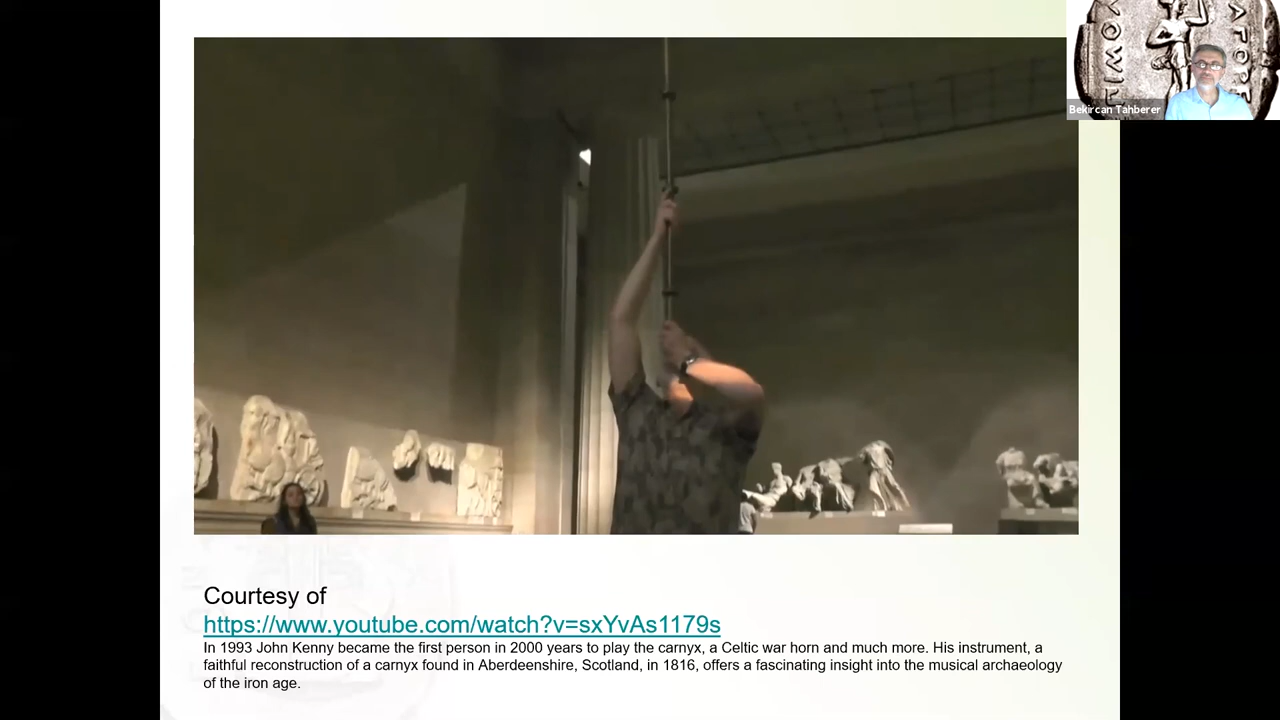 Bekircan Tahberer
Courtesy of
https://www.youtube.com/watch?v=sxYvAs1179s
In 1993 John Kenny became the first person in 2000 years to play the carnyx, a Celtic war horn and much more. His instrument, a
faithful reconstruction of a carnyx found in Aberdeenshire, Scotland, in 1816, offers a fascinating insight into the musical archaeology
of the iron age.